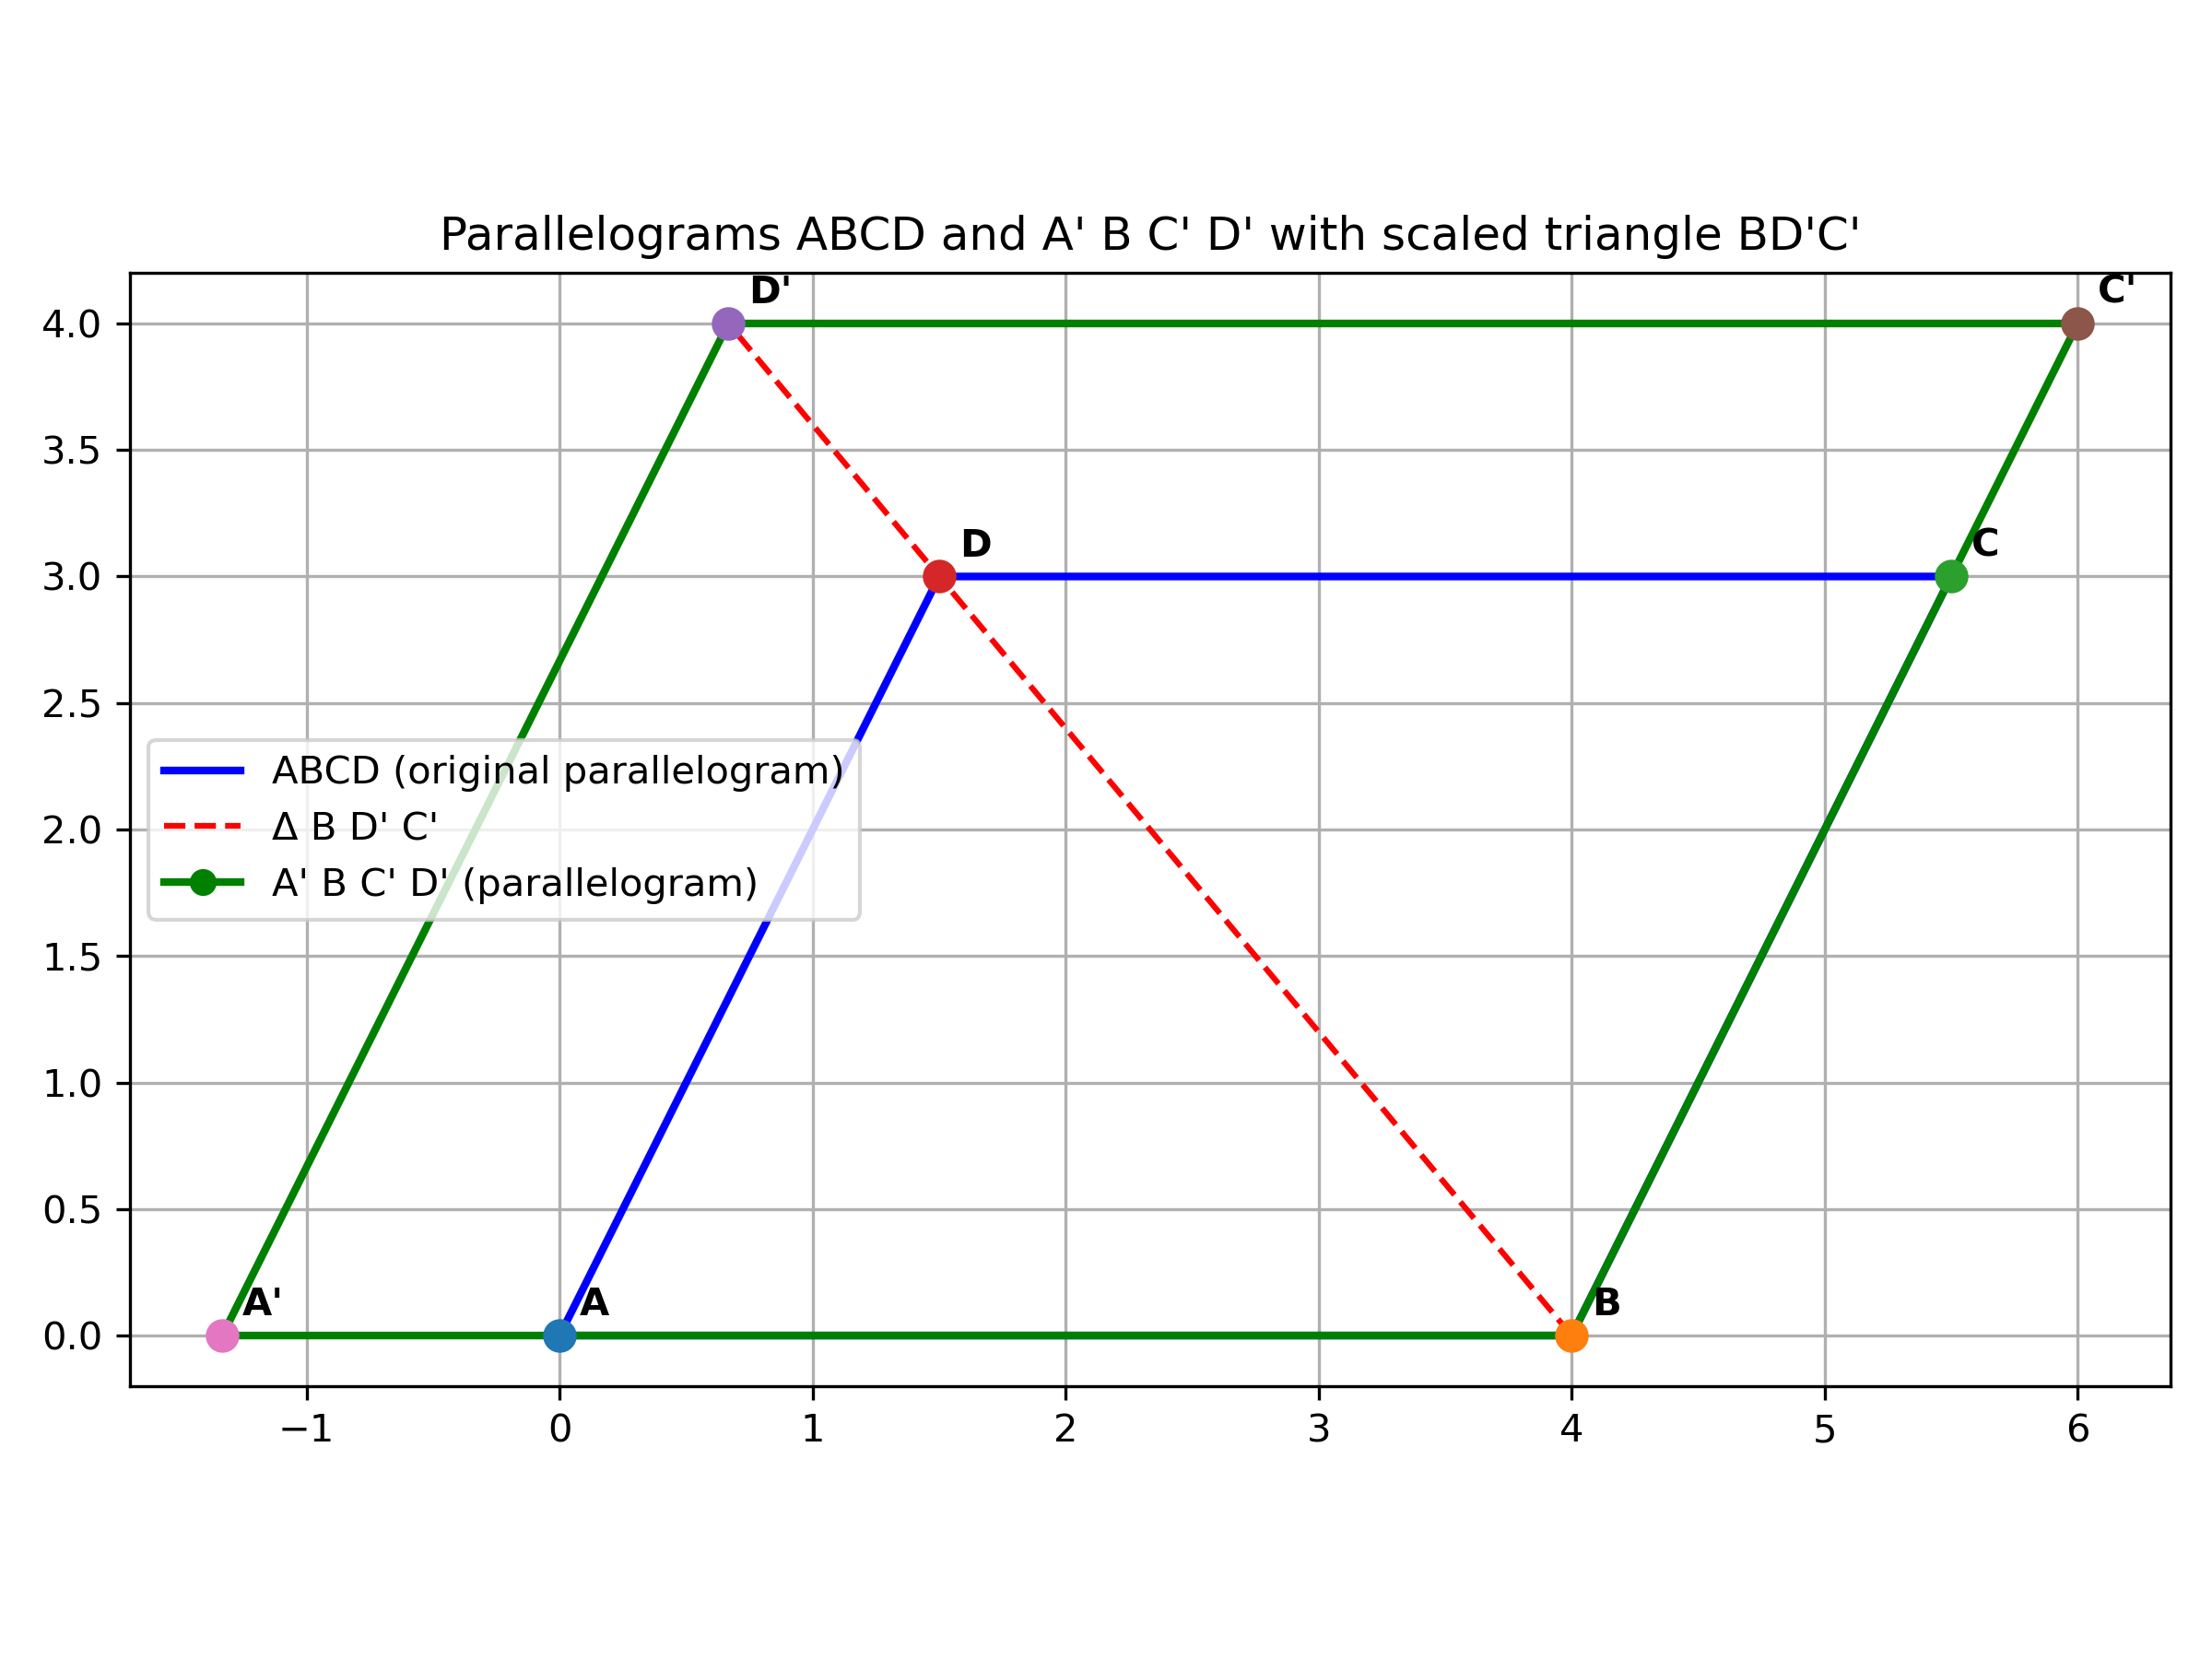 Parallelograms ABCD and A' B C' D' with scaled triangle BD'C'
D'
C'
4.0
3.5
D
C
3.0
2.5
ABCD (original parallelogram)
2.0
Δ B D' C'
A' B C' D' (parallelogram)
1.5
1.0
0.5
A'
A
B
0.0
−1
0
1
2
3
4
5
6